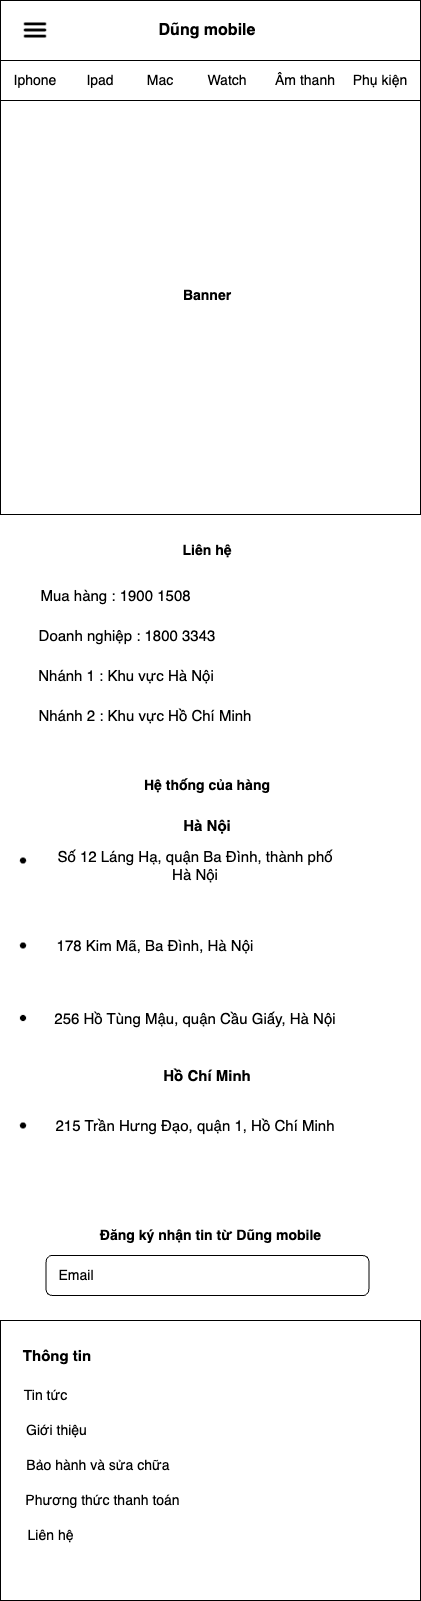 Dũng mobile
Iphone Ipad Mac Watch Âm thanh Phụ kiện
Banner
Liên hệ
Mua hàng : 1900 1508
Doanh nghiệp : 1800 3343
Nhánh 1 : Khu vực Hà Nội
Nhánh 2 : Khu vực Hồ Chí Minh
Hệ thống của hàng
Hà Nội
Số 12 Láng Hạ, quận Ba Đình, thành phố
Hà Nội
178 Kim Mã, Ba Đình, Hà Nội
256 Hồ Tùng Mậu, quận Cầu Giấy, Hà Nội
Hồ Chí Minh
215 Trần Hưng Đạo, quận 1, Hồ Chí Minh
Đăng ký nhận tin từ Dũng mobile
Email
Thông tin
Tin tức
Giới thiệu
Bảo hành và sửa chữa
Phương thức thanh toán
Liên hệ